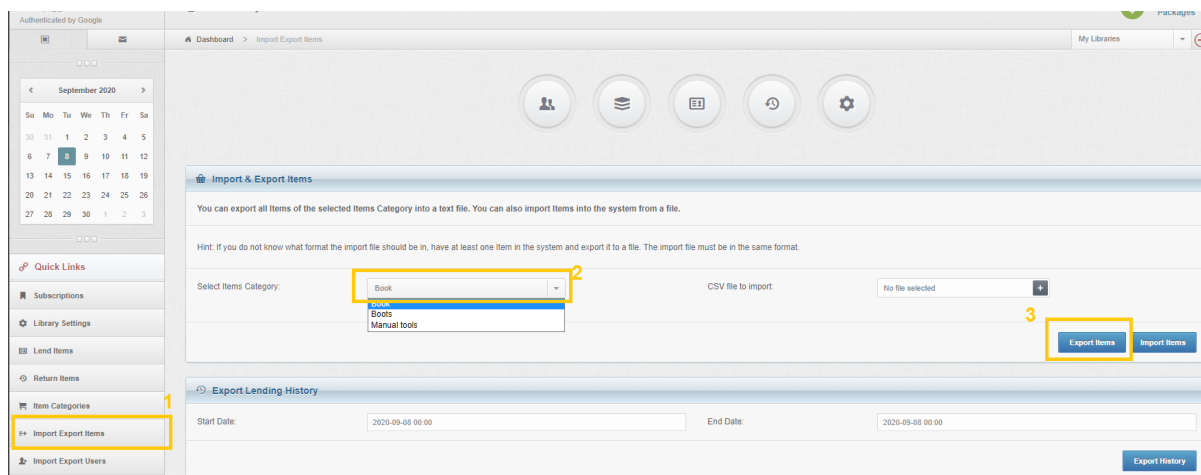 Authenticated by Google
Packages
Dashboard > Import Export Items
My Libraries
< September 2020 >
Su Mo Tu We Th Fr Sa
30 31 1 2 3 4 5
6 7 8 9 10 11 12
13 14 15 16 17 18 19
20 21 22 23 24 25 26
27 28 29 30 1 2 3
Quick Links
Subscriptions
Library Settings
Lend Items
Return Items
Item Categories
1
Import Export Items
Import Export Users
Import & Export Items
You can export all Items of the selected Items Category into a text file. You can also import Items into the system from a file.
Hint: If you do not know what format the import file should be in, have at least one Item in the system and export it to a file. The import file must be in the same format.
2
Select Items Category:
Book
Book
Boots
Manual tools
CSV file to import:
No file selected
3
Export Items
Import Items
Export Lending History
Start Date:
2020-09-08 00:00
End Date:
2020-09-08 00:00
Export History